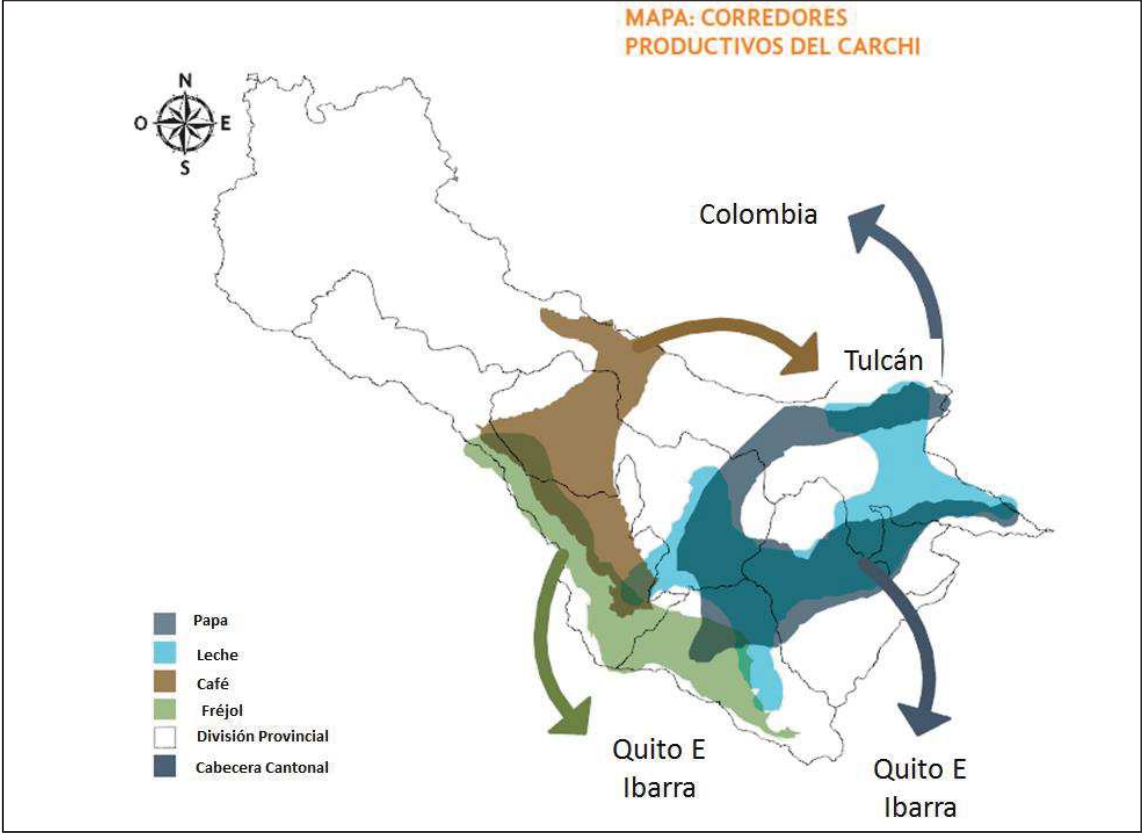 MAPA: CORREDORES
PRODUCTIVOS DEL CARCHI
N
O
E
S
Colombia
Tulcán
Papa
Leche
Café
Fréjol
División Provincial
Cabecera Cantonal
Quito E
Ibarra
Quito E
Ibarra